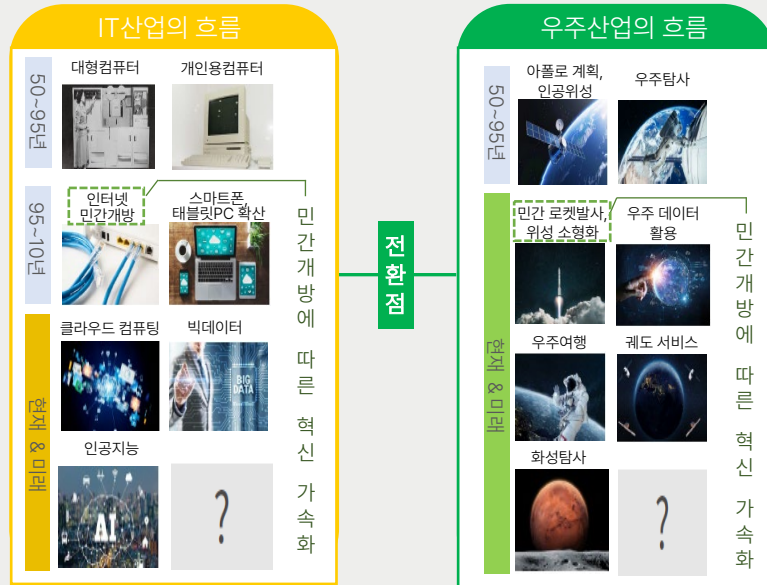 IT산업의 흐름
50~95년
대형컴퓨터
개인용컴퓨터
95~10년
인터넷
민간개방
스마트폰,
태블릿PC 확산
현재 & 미래
클라우드 컴퓨팅
빅데이터
BIG
DATA
인공지능
AI
?
민간개방에 따른 혁신 가속화
전환점
우주산업의 흐름
50~95년
아폴로 계획,
인공위성
우주탐사
현재 & 미래
민간 로켓발사,
위성 소형화
우주 데이터
활용
우주여행
궤도 서비스
화성탐사
?
민간개방에 따른 혁신 가속화